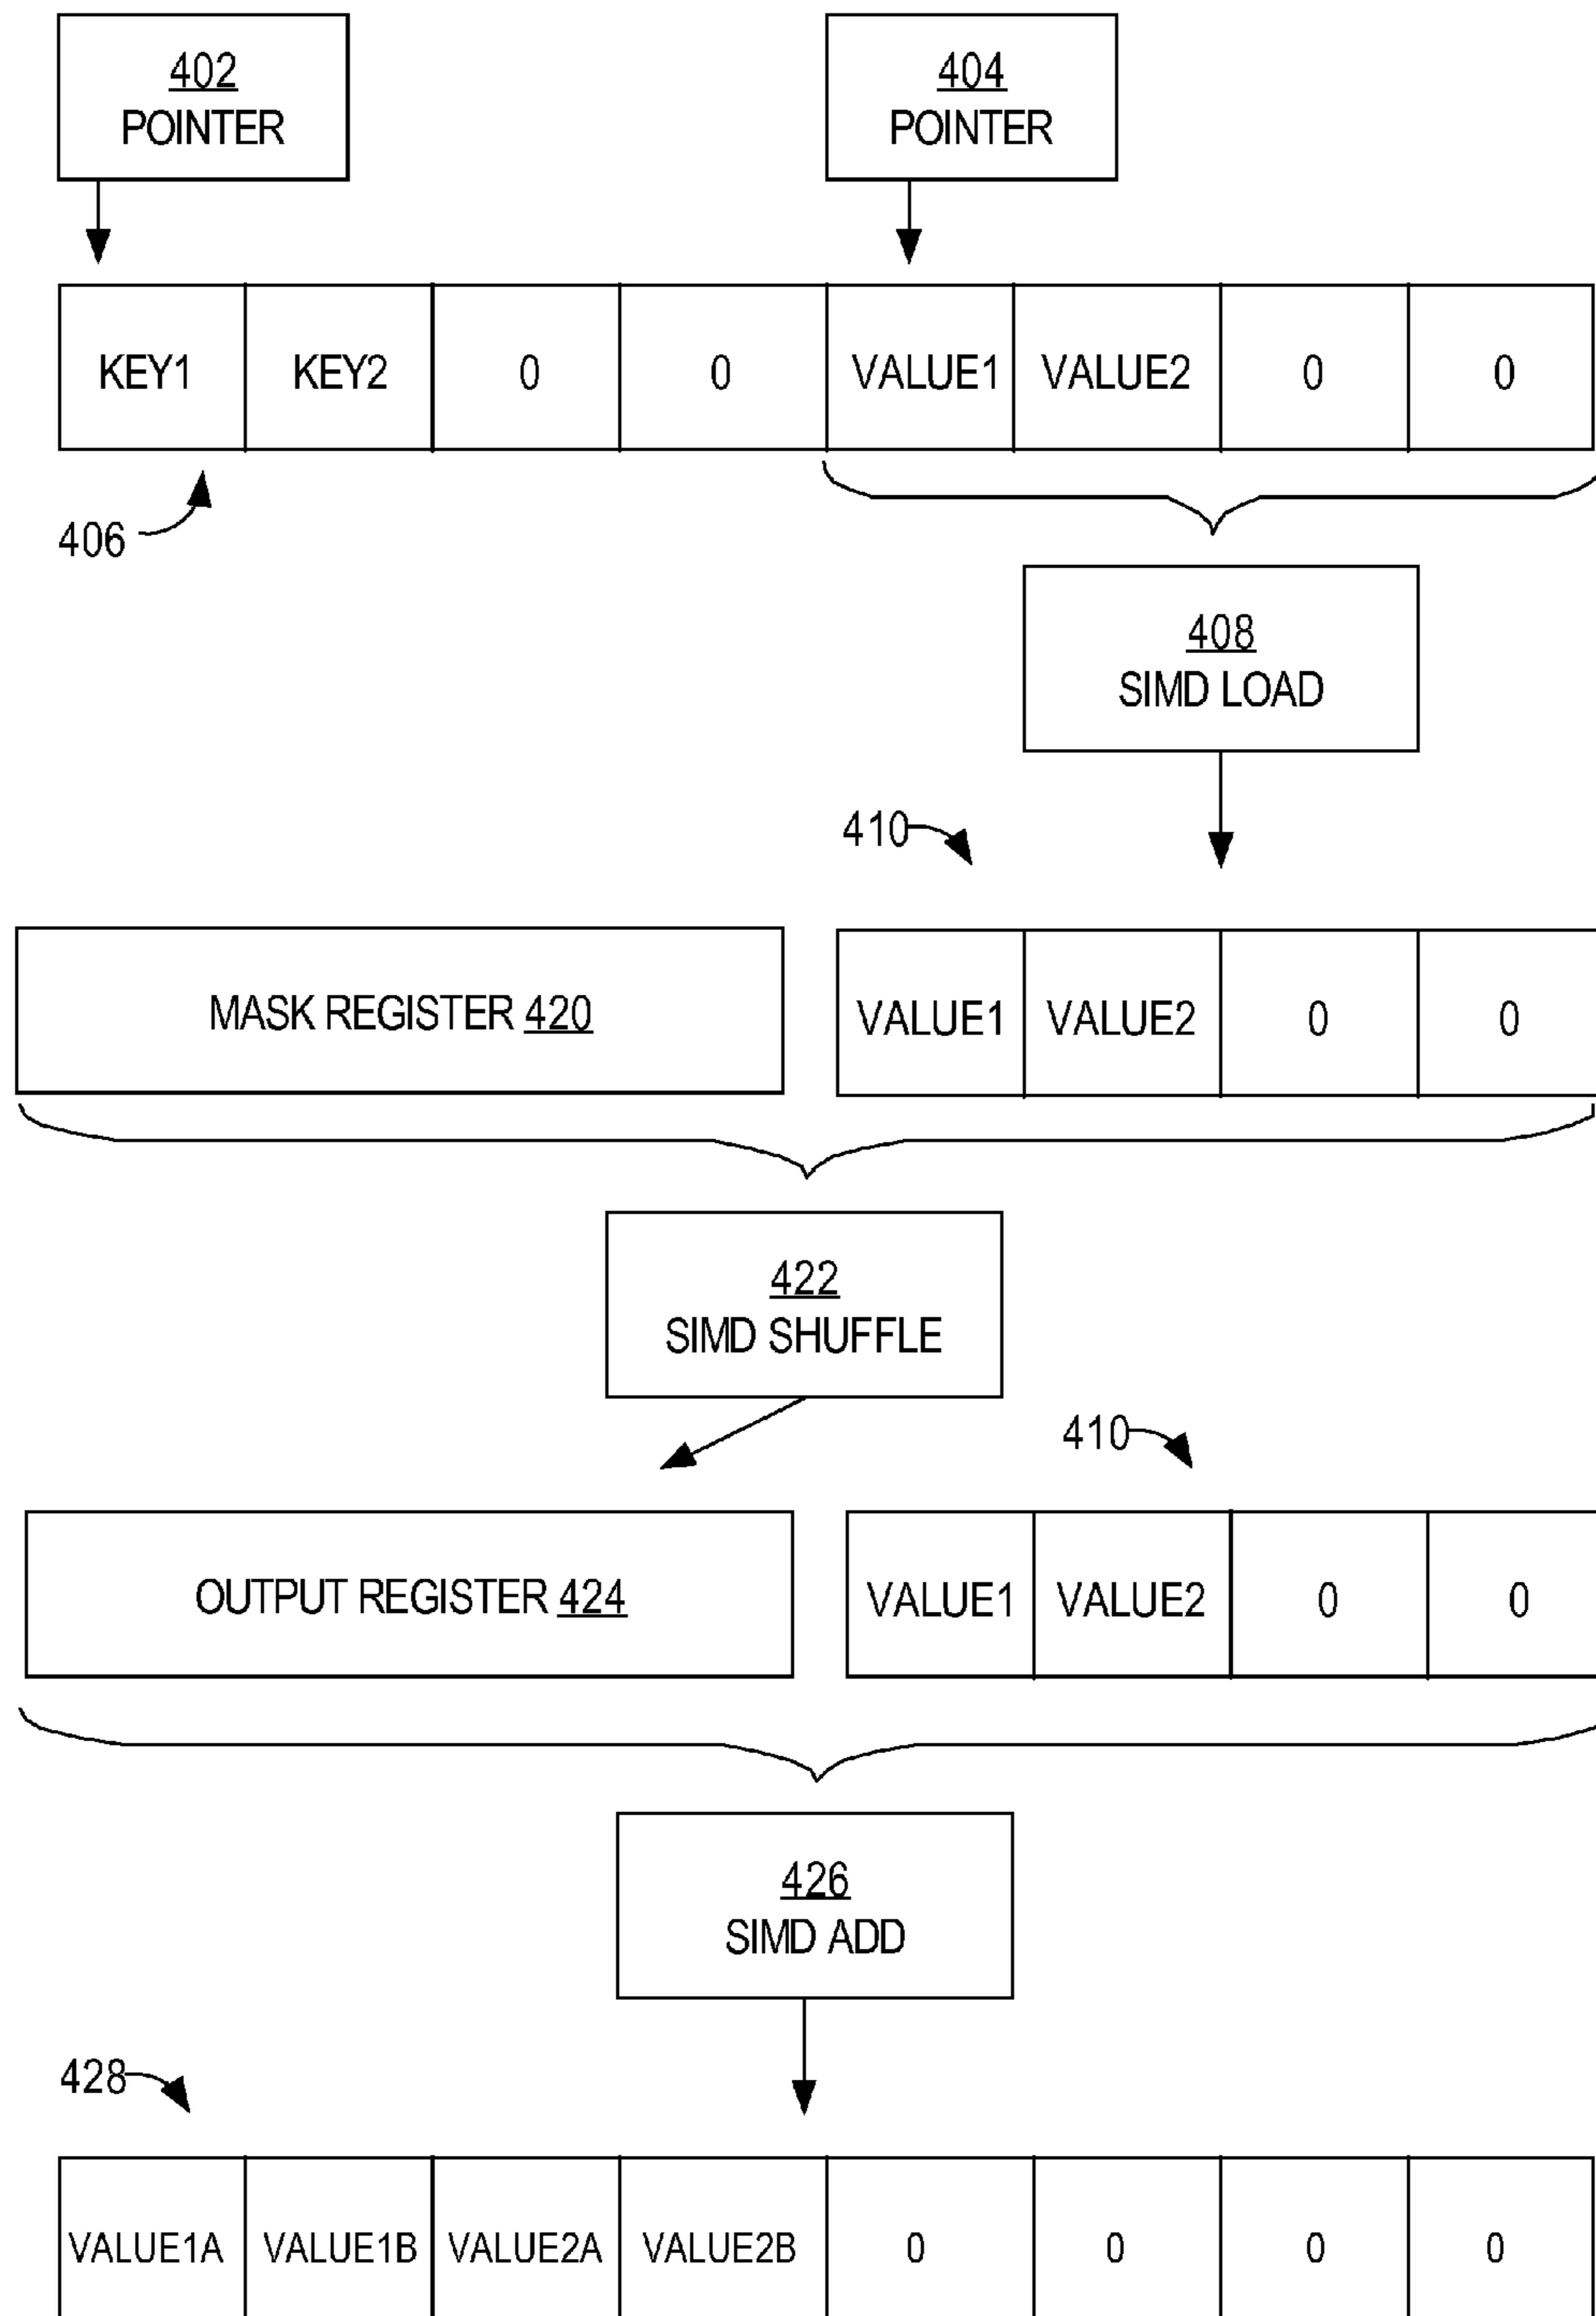 402
POINTER
404
POINTER
KEY1 KEY2 0 0 VALUE1 VALUE2 0 0
406
408
SIMD LOAD
410
MASK REGISTER 420
VALUE1 VALUE2 0 0
422
SIMD SHUFFLE
410
OUTPUT REGISTER 424
VALUE1 VALUE2 0 0
426
SIMD ADD
428
VALUE1A VALUE1B VALUE2A VALUE2B 0 0 0 0